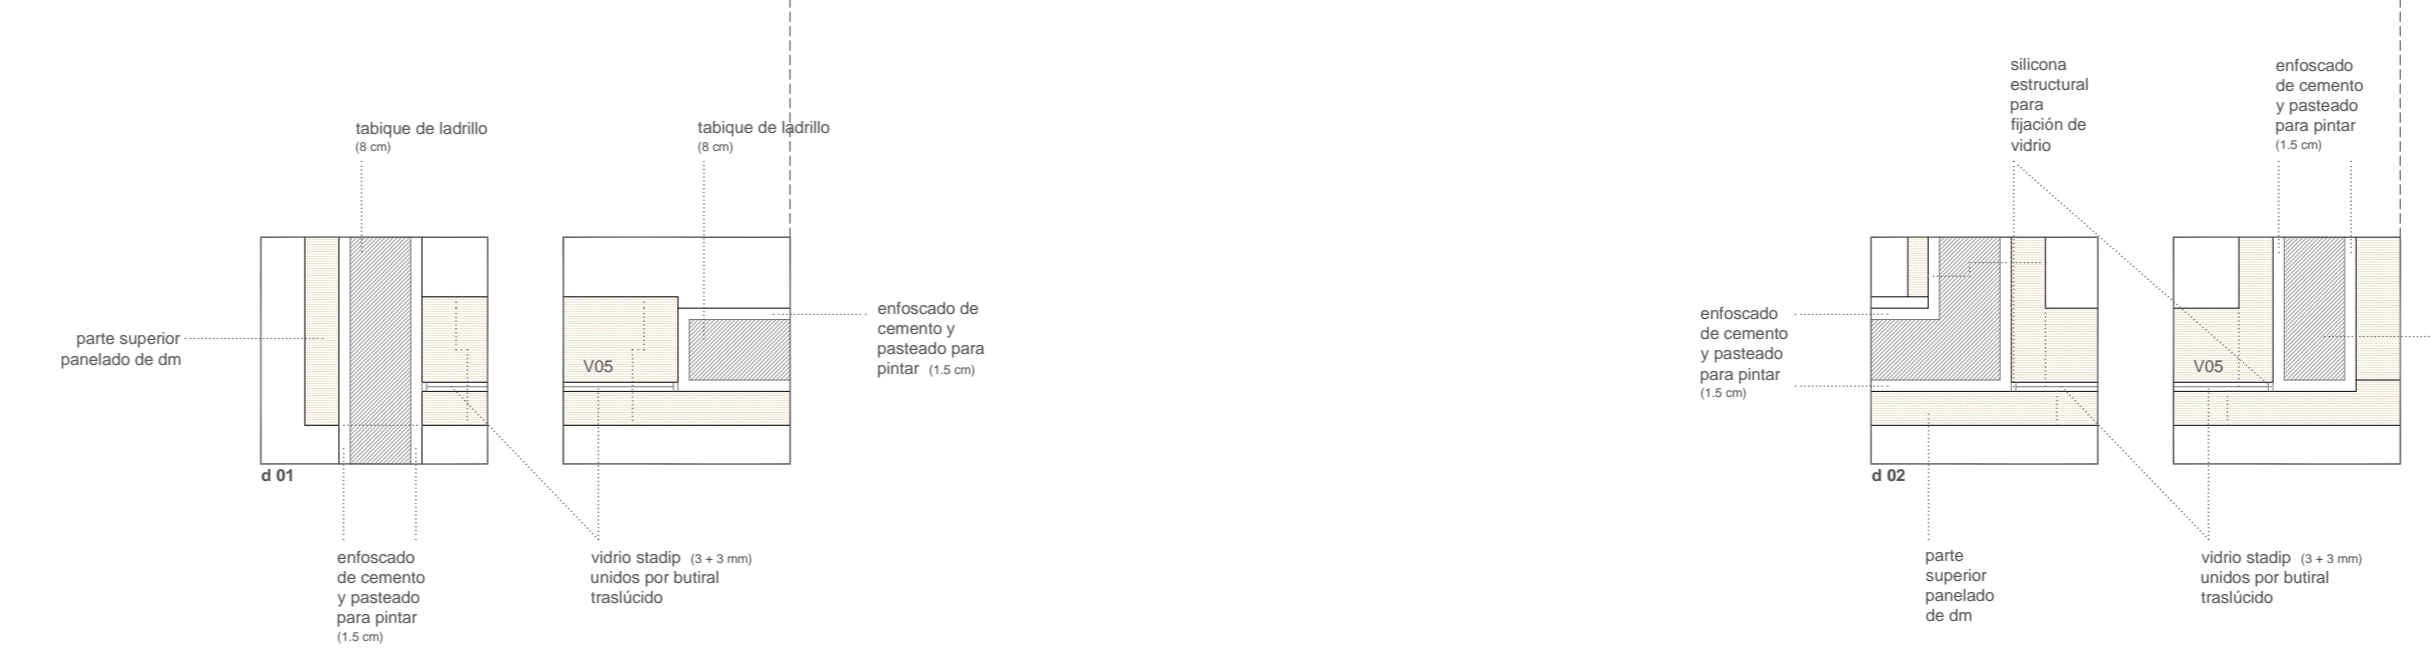 tabique de ladrillo
(8 cm)
tabique de ladrillo
(8 cm)
parte superior
panelado de dm
V05
enfoscado de
cemento y
pasteado para
pintar (1.5 cm)
d 01
enfoscado
de cemento
y pasteado
para pintar
(1.5 cm)
vidrio stadip (3 + 3 mm)
unidos por butiral
traslúcido
silicona
estructural
para
fijación de
vidrio
enfoscado
de cemento
y pasteado
para pintar
(1.5 cm)
enfoscado
de cemento
y pasteado
para pintar
(1.5 cm)
V05
d 02
parte
superior
panelado
de dm
vidrio stadip (3 + 3 mm)
unidos por butiral
traslúcido